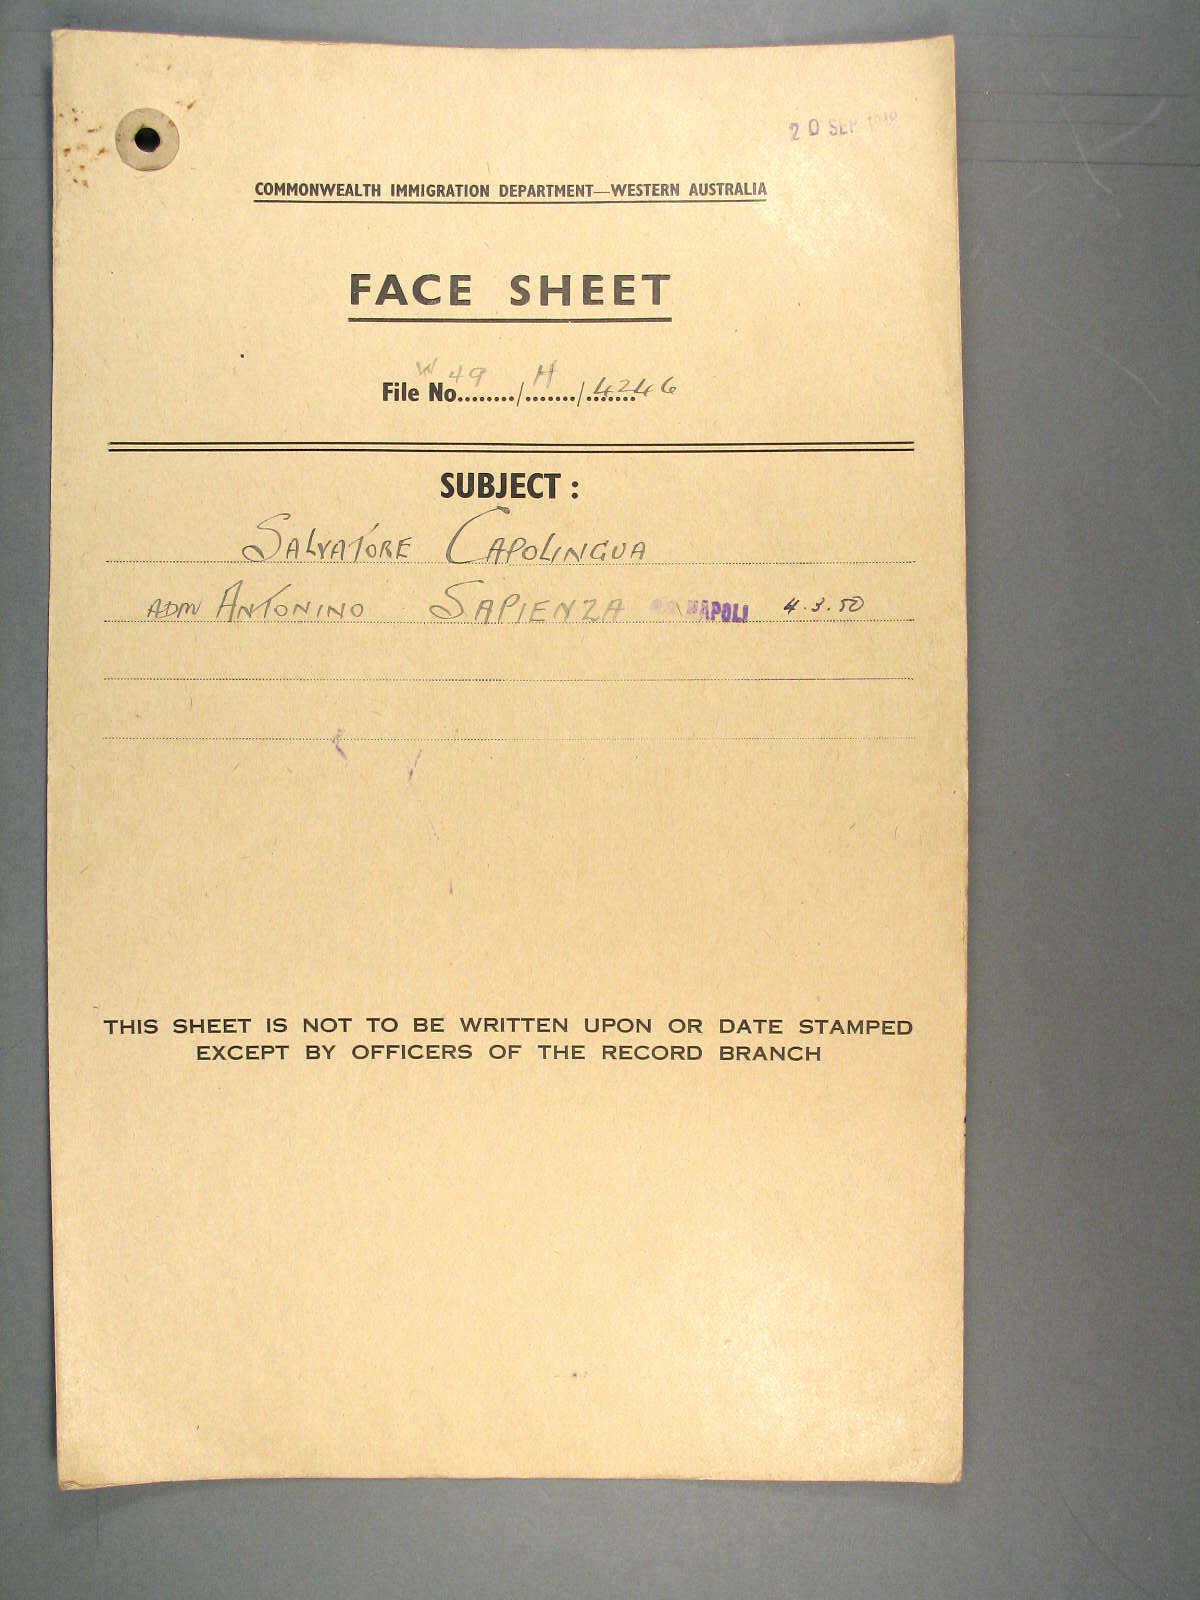 20 SEP
COMMONWEALTH IMMIGRATION DEPARTMENT—WESTERN AUSTRALIA
FACE SHEET
File No. W49/H/4246
SUBJECT :
SALVATORE CAPOLINGUA
ADM ANTONINO SAPIENZA NAPOLI 4.3.50
THIS SHEET IS NOT TO BE WRITTEN UPON OR DATE STAMPED
EXCEPT BY OFFICERS OF THE RECORD BRANCH